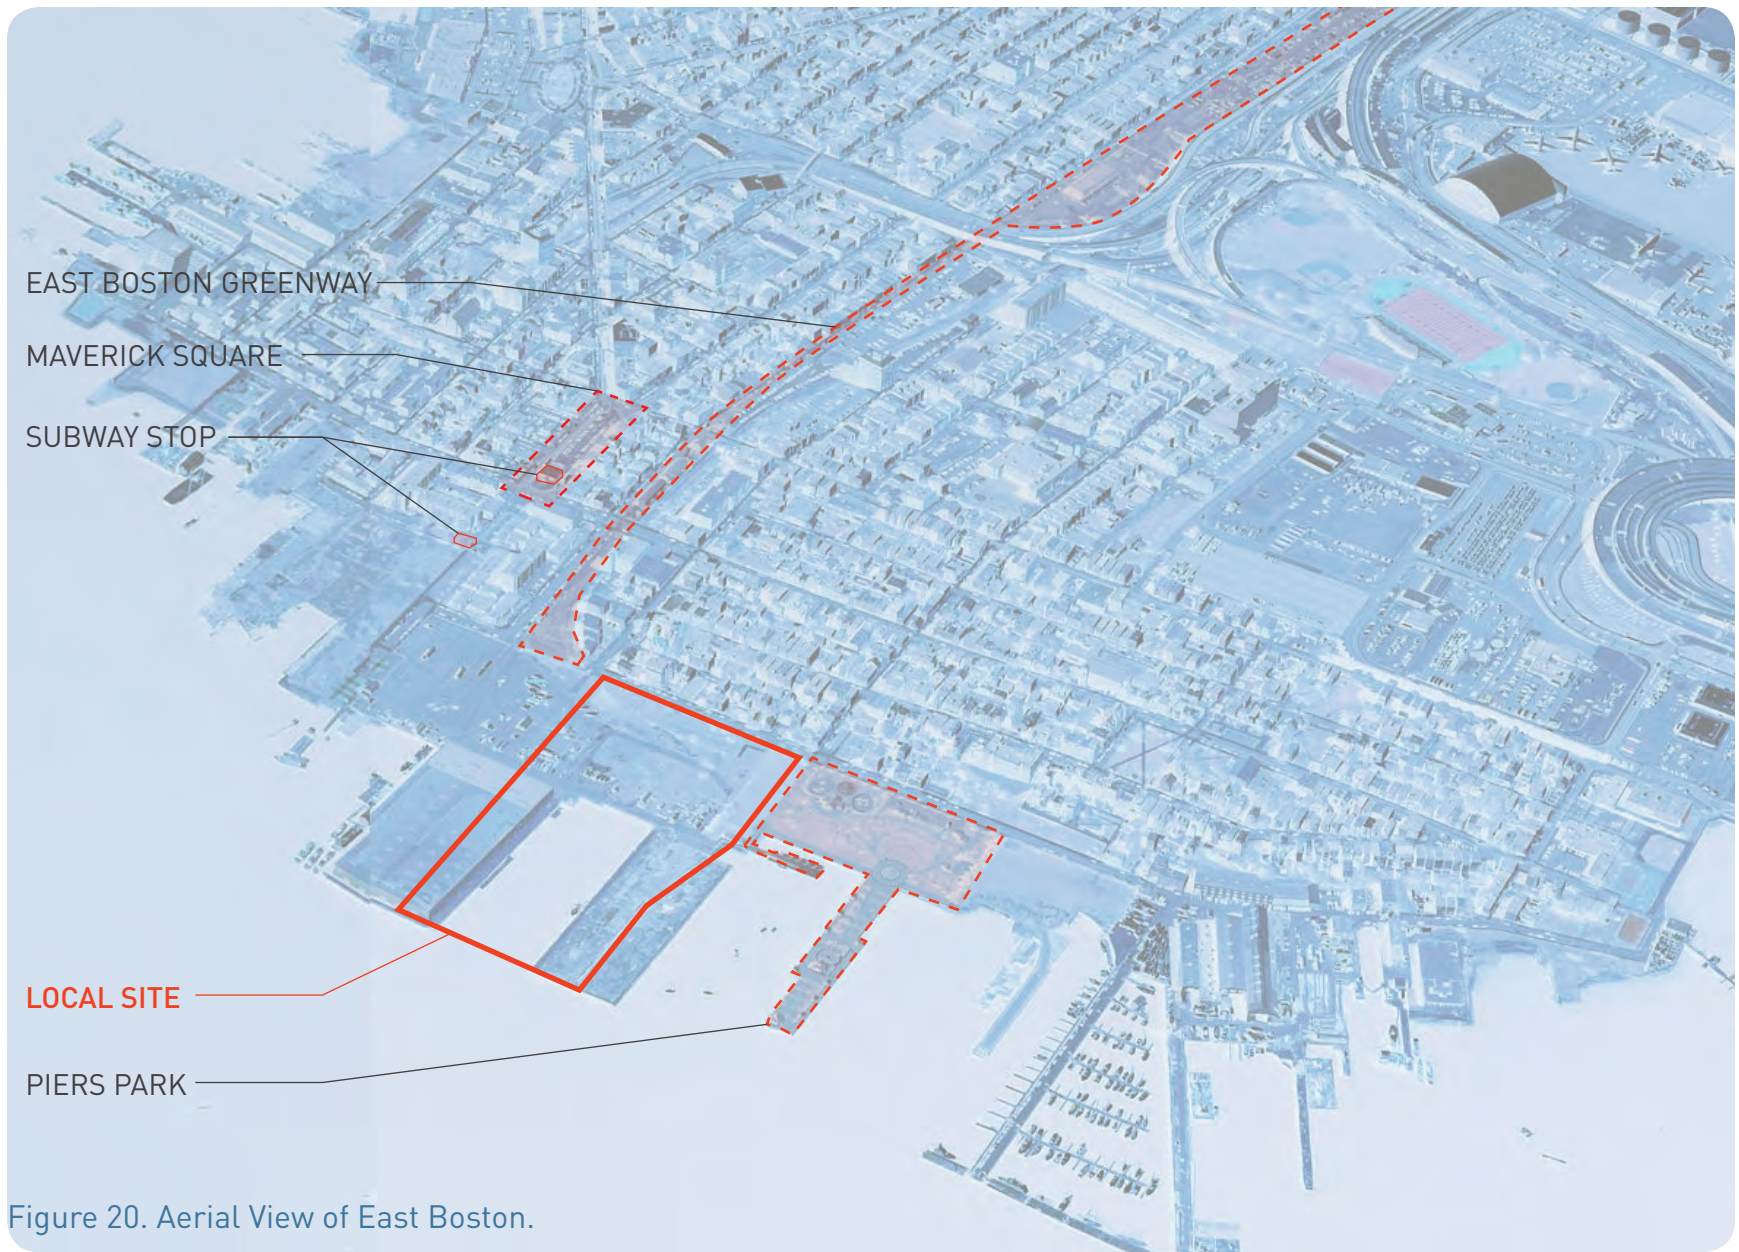 EAST BOSTON GREENWAY
MAVERICK SQUARE
SUBWAY STOP
LOCAL SITE
PIERS PARK
Figure 20. Aerial View of East Boston.